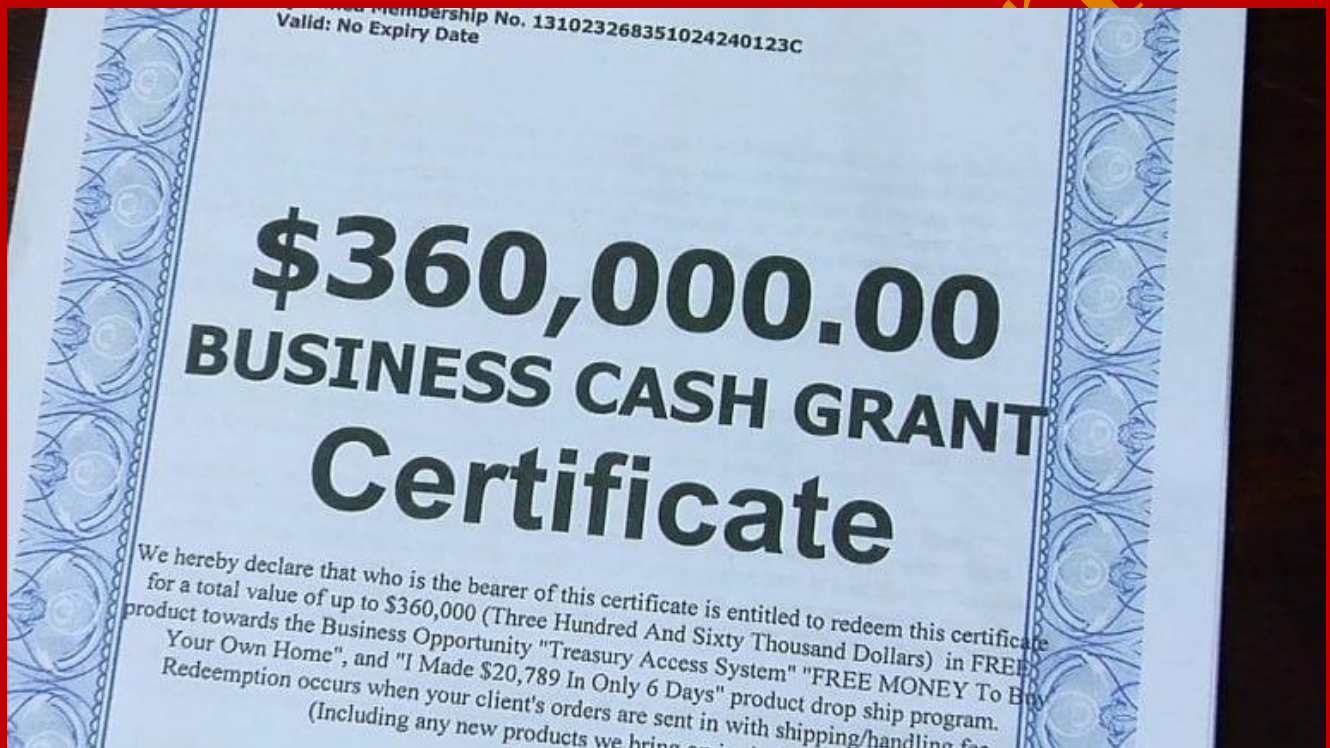 Membership No. 131023268351024240123C
Valid: No Expiry Date
$360,000.00
BUSINESS CASH GRANT
Certificate
We hereby declare that who is the bearer of this certificate is entitled to redeem this certificate
for a total value of up to $360,000 (Three Hundred And Sixty Thousand Dollars) in FREE
product towards the Business Opportunity "Treasury Access System" "FREE MONEY To Buy
Your Own Home", and "I Made $20,789 In Only 6 Days" product drop ship program.
Redemption occurs when your client's orders are sent in with shipping/handling fee
(Including any new products we bring